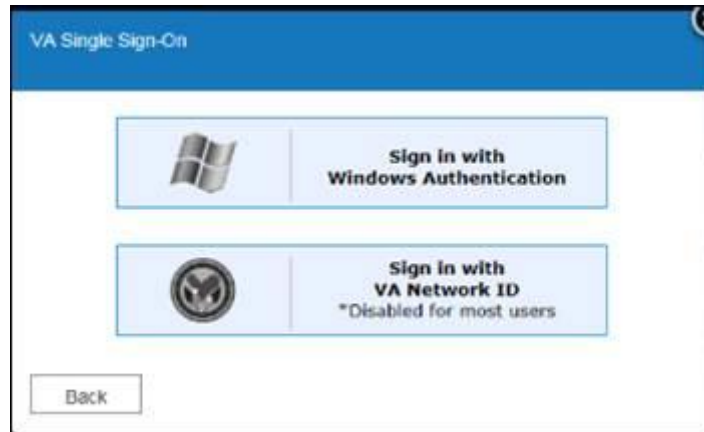 VA Single Sign-On
Sign in with
Windows Authentication
Sign in with
VA Network ID
*Disabled for most users
Back